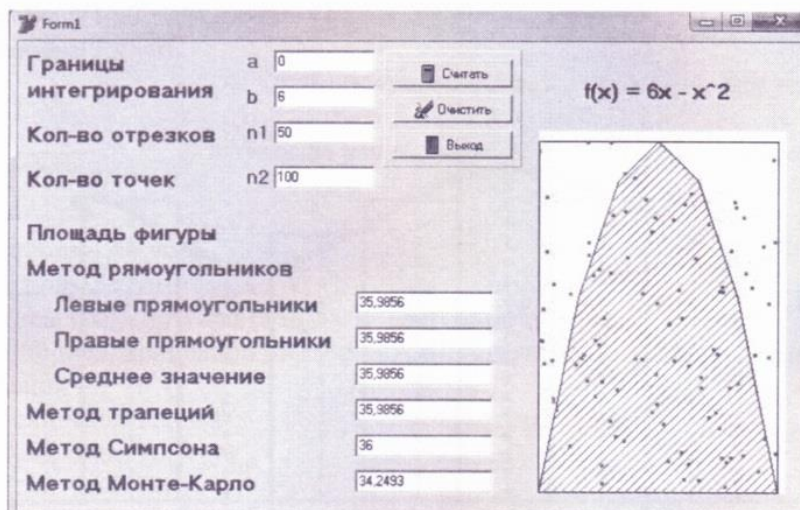 Form1
Границы интегрирования
a 0
b 6
Кол-во отрезков n1 50
Кол-во точек n2 100
Считать
Очистить
Выход
f(x) = 6x - x^2
Площадь фигуры
Метод рямоугольников
Левые прямоугольники 35,9856
Правые прямоугольники 35,9856
Среднее значение 35,9856
Метод трапеций 35,9856
Метод Симпсона 36
Метод Монте-Карло 34,2493